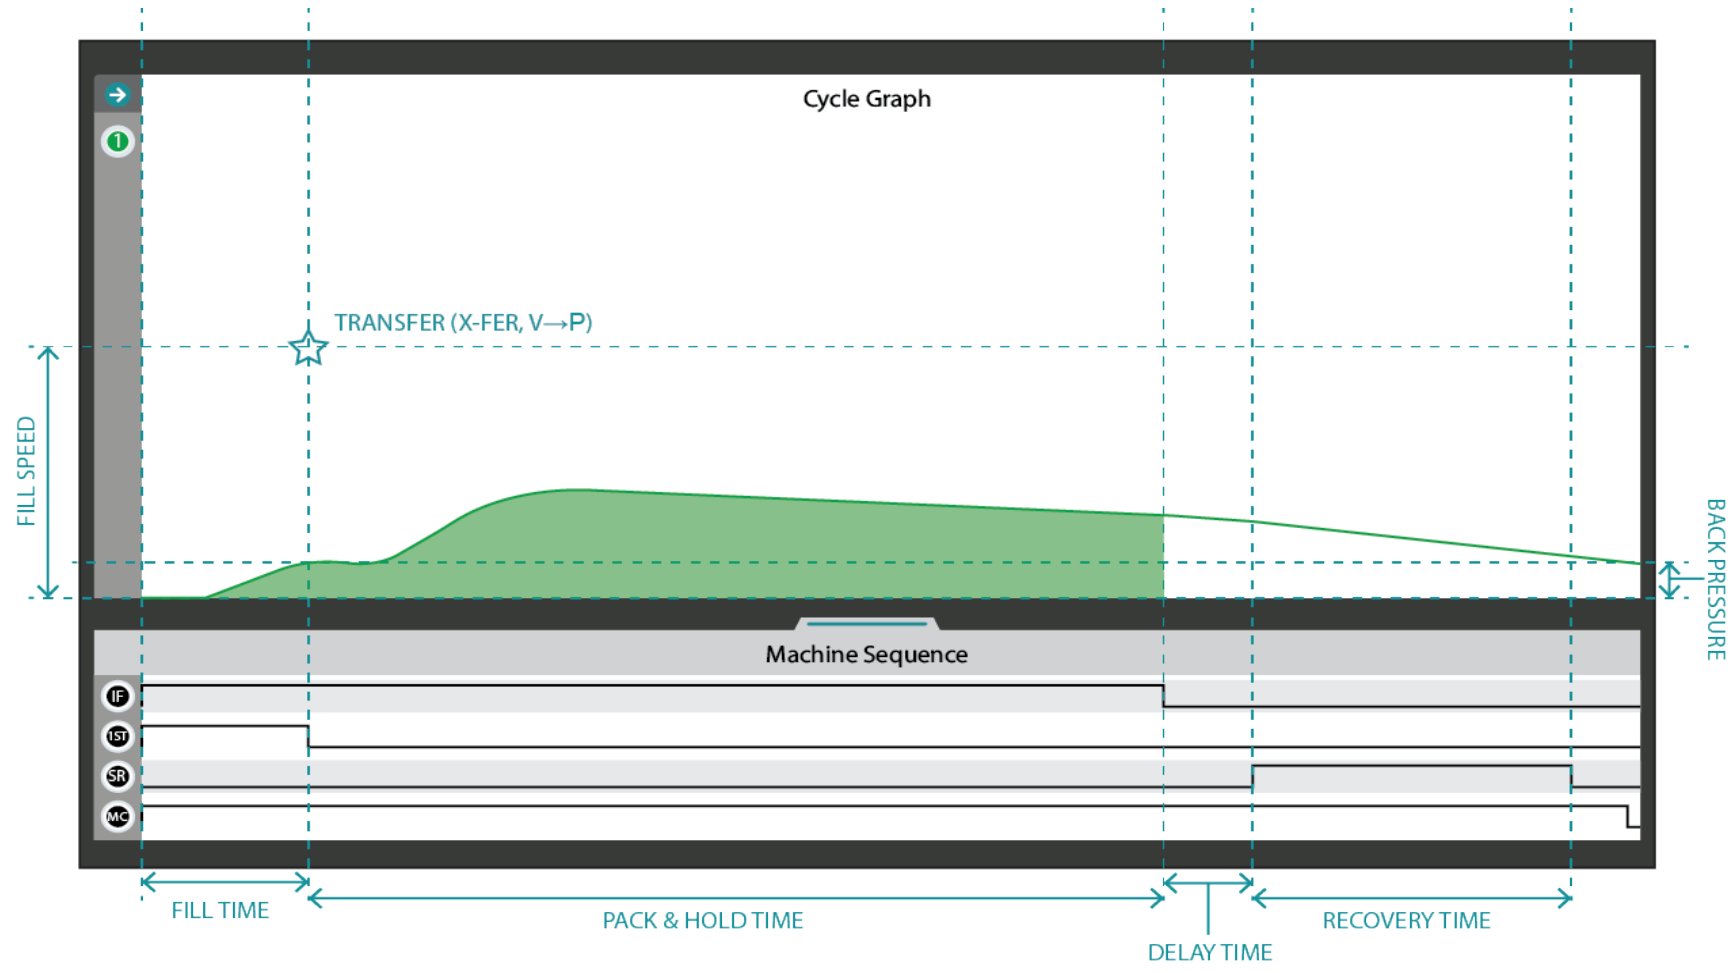 Cycle Graph
1
TRANSFER (X-FER, V→P)
FILL SPEED
BACK PRESSURE
Machine Sequence
IF
1ST
SR
MC
FILL TIME
PACK & HOLD TIME
RECOVERY TIME
DELAY TIME